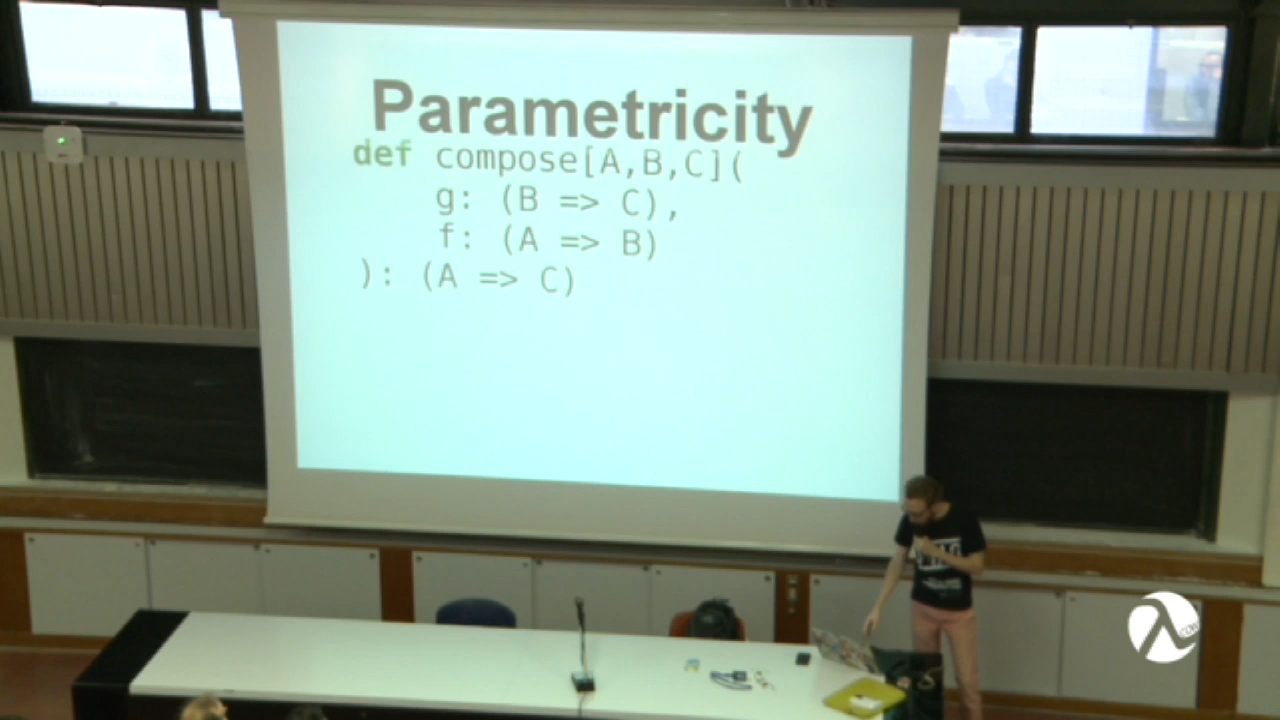 Parametricity
def compose[A,B,C](
g: (B => C),
f: (A => B)
): (A => C)
λ